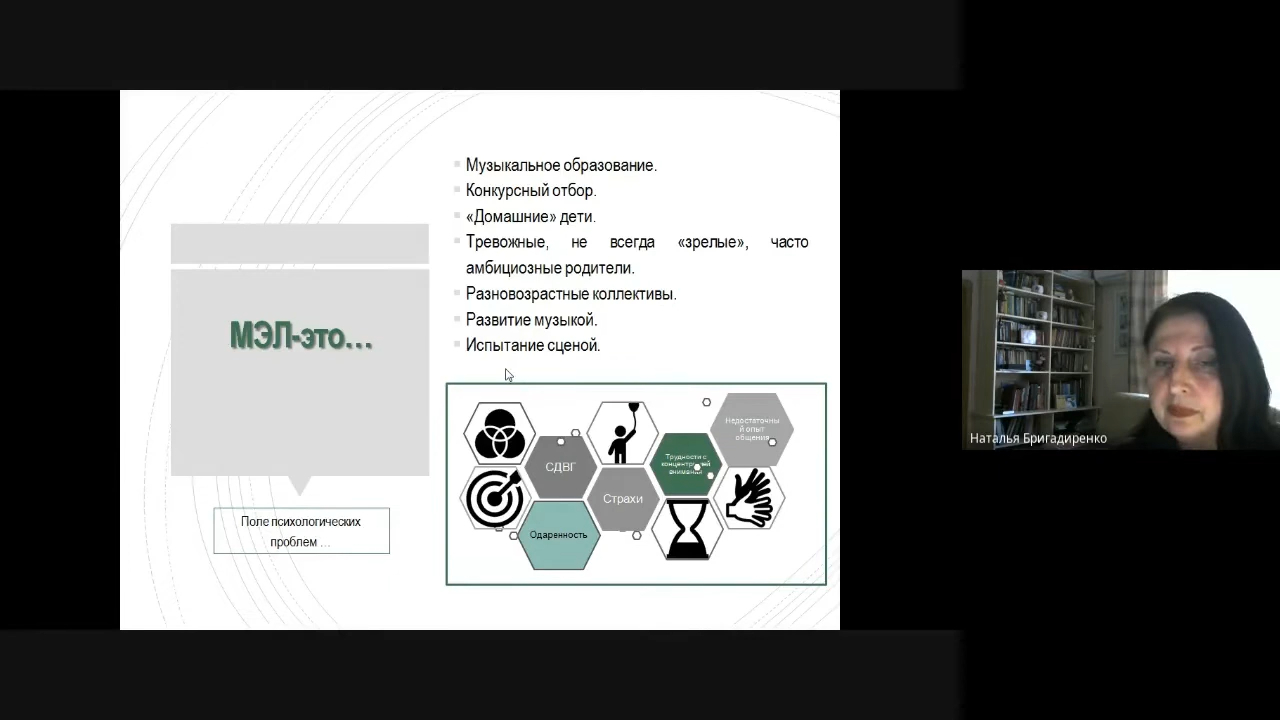 МЭЛ-это…
Поле психологических
проблем …
Музыкальное образование.
Конкурсный отбор.
«Домашние» дети.
Тревожные, не всегда «зрелые», часто
амбициозные родители.
Разновозрастные коллективы.
Развитие музыкой.
Испытание сценой.
СДВГ
Одаренность
Страхи
Трудности с
концентрацией
внимания
Недостаточны
й опыт
общения
Наталья Бригадиренко